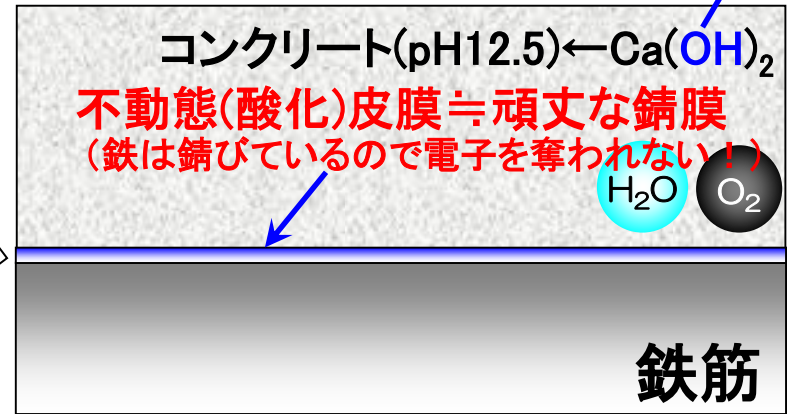 コンクリート(pH12.5)←Ca(OH)₂
不動態(酸化)皮膜≒頑丈な錆膜
（鉄は錆びているので電子を奪われない！）
H₂O O₂
鉄筋